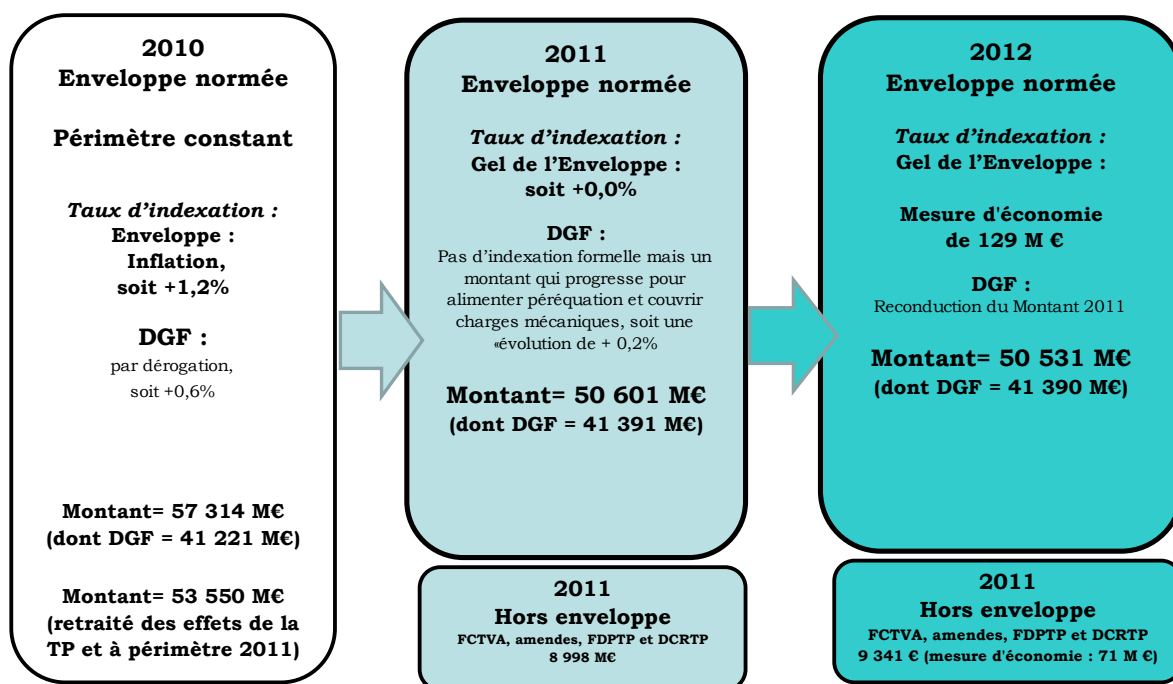 2010
Enveloppe normée
Périmètre constant
Taux d’indexation :
Enveloppe :
Inflation,
soit +1,2%
DGF :
par dérogation,
soit +0,6%
Montant= 57 314 M€
(dont DGF = 41 221 M€)
Montant= 53 550 M€
(retraité des effets de la
TP et à périmètre 2011)
2011
Enveloppe normée
Taux d’indexation :
Gel de l’Enveloppe :
soit +0,0%
DGF :
Pas d’indexation formelle mais un
montant qui progresse pour
alimenter péréquation et couvrir
charges mécaniques, soit une
«évolution de + 0,2%
Montant= 50 601 M€
(dont DGF = 41 391 M€)
2011
Hors enveloppe
FCTVA, amendes, FDPTP et DCRTP
8 998 M€
2012
Enveloppe normée
Taux d’indexation :
Gel de l’Enveloppe :
Mesure d'économie
de 129 M €
DGF :
Reconduction du Montant 2011
Montant= 50 531 M€
(dont DGF = 41 390 M€)
2011
Hors enveloppe
FCTVA, amendes, FDPTP et DCRTP
9 341 € (mesure d'économie : 71 M €)